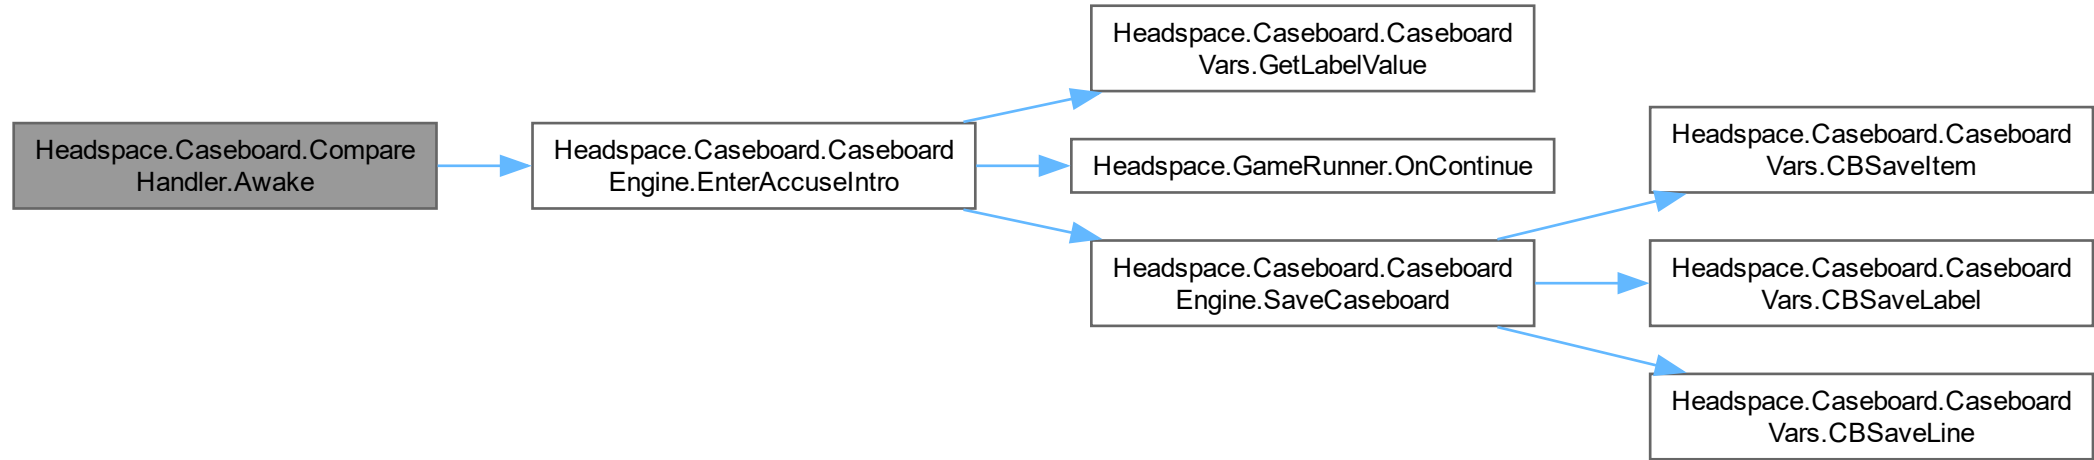 Headspace.Caseboard.Compare
Handler.Awake
Headspace.Caseboard.Caseboard
Engine.EnterAccuseIntro
Headspace.Caseboard.Caseboard
Vars.GetLabelValue
Headspace.GameRunner.OnContinue
Headspace.Caseboard.Caseboard
Engine.SaveCaseboard
Headspace.Caseboard.Caseboard
Vars.CBSaveItem
Headspace.Caseboard.Caseboard
Vars.CBSaveLabel
Headspace.Caseboard.Caseboard
Vars.CBSaveLine